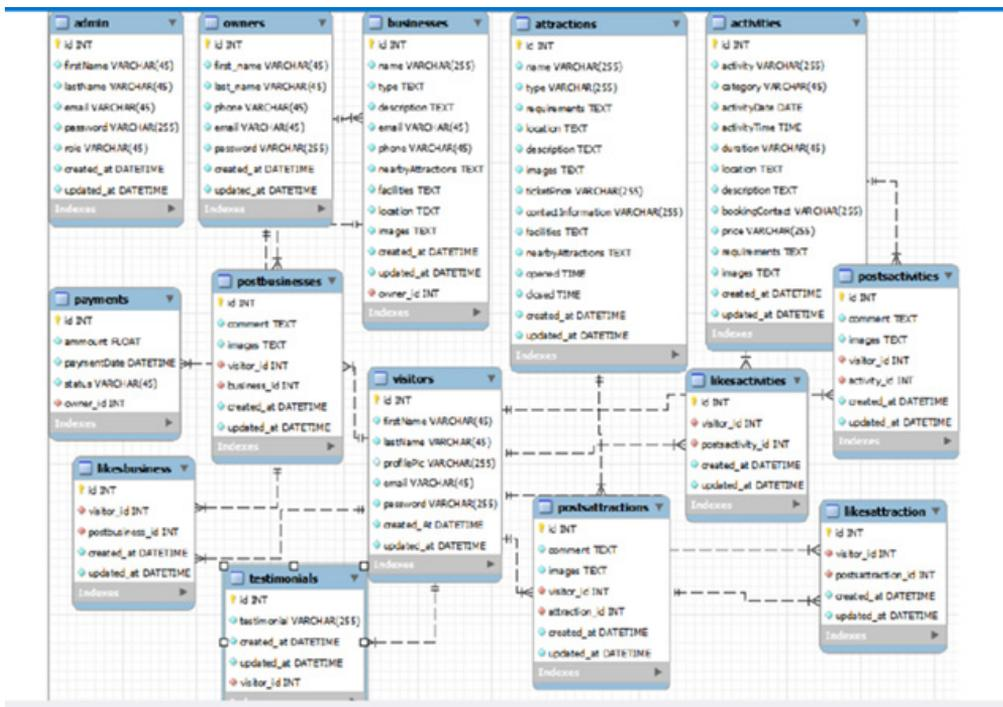 admin
id INT
firstName VARCHAR(45)
lastName VARCHAR(45)
email VARCHAR(45)
password VARCHAR(255)
role VARCHAR(45)
created_at DATETIME
updated_at DATETIME
Indexes
owners
id INT
first_name VARCHAR(45)
last_name VARCHAR(45)
phone VARCHAR(45)
email VARCHAR(45)
password VARCHAR(255)
created_at DATETIME
updated_at DATETIME
Indexes
businesses
id INT
name VARCHAR(255)
type TEXT
description TEXT
email VARCHAR(45)
phone VARCHAR(45)
nearbyAttractions TEXT
facilities TEXT
location TEXT
images TEXT
created_at DATETIME
updated_at DATETIME
owner_id INT
Indexes
attractions
id INT
name VARCHAR(255)
type VARCHAR(255)
requirements TEXT
location TEXT
description TEXT
images TEXT
ticketPrice VARCHAR(255)
contactInformation VARCHAR(255)
facilities TEXT
nearbyAttractions TEXT
opened TIME
closed TIME
created_at DATETIME
updated_at DATETIME
Indexes
activities
id INT
activity VARCHAR(255)
category VARCHAR(45)
activityDate DATE
activityTime TIME
duration VARCHAR(45)
location TEXT
description TEXT
bookingContact VARCHAR(255)
price VARCHAR(255)
requirements TEXT
images TEXT
created_at DATETIME
updated_at DATETIME
Indexes
payments
id INT
ammount FLOAT
paymentDate DATETIME
status VARCHAR(45)
owner_id INT
Indexes
postbusinesses
id INT
comment TEXT
images TEXT
visitor_id INT
business_id INT
created_at DATETIME
updated_at DATETIME
Indexes
postsactivities
id INT
comment TEXT
images TEXT
visitor_id INT
activity_id INT
created_at DATETIME
updated_at DATETIME
Indexes
visitors
id INT
firstName VARCHAR(45)
lastName VARCHAR(45)
profilePic VARCHAR(255)
email VARCHAR(45)
password VARCHAR(255)
created_at DATETIME
updated_at DATETIME
Indexes
likesactivities
id INT
visitor_id INT
postsactivity_id INT
created_at DATETIME
updated_at DATETIME
Indexes
likesbusiness
id INT
visitor_id INT
postbusiness_id INT
created_at DATETIME
updated_at DATETIME
Indexes
postsattractions
id INT
comment TEXT
images TEXT
visitor_id INT
attraction_id INT
created_at DATETIME
updated_at DATETIME
Indexes
likesattraction
id INT
visitor_id INT
postsattraction_id INT
created_at DATETIME
updated_at DATETIME
Indexes
testimonials
id INT
testimonial VARCHAR(255)
created_at DATETIME
updated_at DATETIME
visitor_id INT